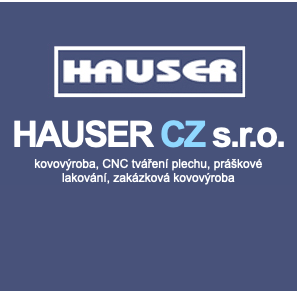 HAUSER
HAUSER CZ s.r.o.
kovovýroba, CNC tváření plechu, práškové
lakování, zakázková kovovýroba